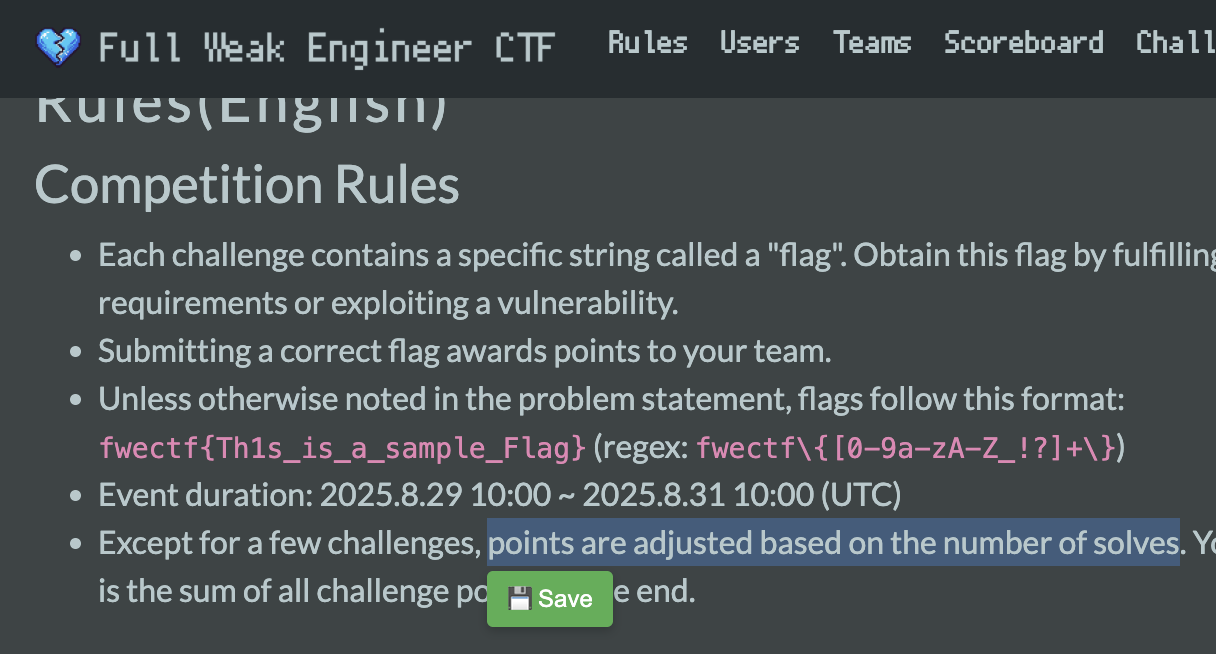 Full Weak Engineer CTF Rules Users Teams Scoreboard Chall
Rules(English)
Competition Rules
Each challenge contains a specific string called a "flag". Obtain this flag by fulfilling
requirements or exploiting a vulnerability.
Submitting a correct flag awards points to your team.
Unless otherwise noted in the problem statement, flags follow this format:
fwectf{Th1s_is_a_sample_Flag} (regex: fwectf\{[0-9a-zA-Z_!?]+\})
Event duration: 2025.8.29 10:00 ~ 2025.8.31 10:00 (UTC)
Except for a few challenges, points are adjusted based on the number of solves. Yo
is the sum of all challenge po
💾 Save
e end.